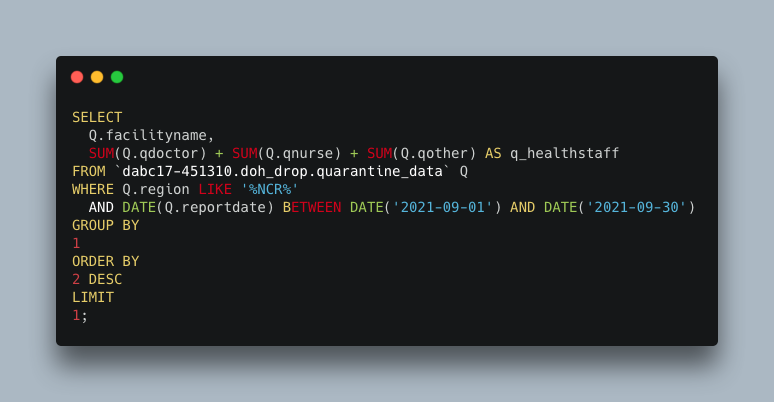 SELECT
  Q.facilityname,
  SUM(Q.qdoctor) + SUM(Q.qnurse) + SUM(Q.qother) AS q_healthstaff
FROM `dabc17-451310.doh_drop.quarantine_data` Q
WHERE Q.region LIKE '%NCR%'
  AND DATE(Q.reportdate) BETWEEN DATE('2021-09-01') AND DATE('2021-09-30')
GROUP BY
1
ORDER BY
2 DESC
LIMIT
1;